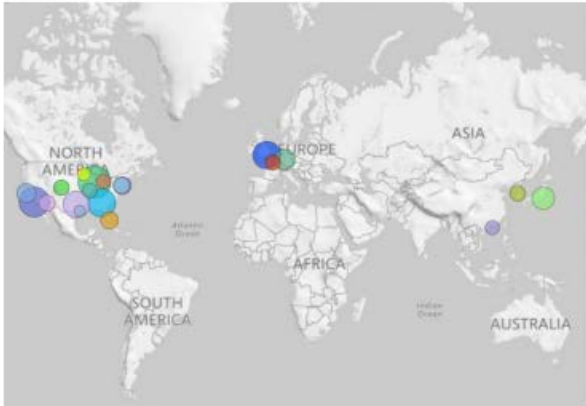 ASIA
EUROPE
NORTH
AMERICA
Atlantic
Ocean
AFRICA
SOUTH
AMERICA
Indian
Ocean
AUSTRALIA